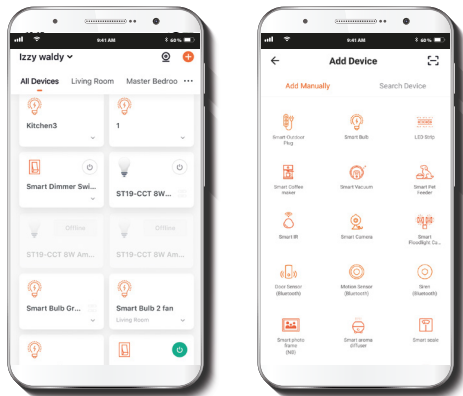 9:41 AM
60%
Izzy waldy
All Devices Living Room Master Bedroo
Kitchen3
1
Smart Dimmer Swi...
ST19-CCT 8W...
Offline
Offline
ST19-CCT 8W Am...
ST19-CCT 8W Am...
Smart Bulb Gr...
Smart Bulb 2 fan
Living Room
9:41 AM
60%
Add Device
Add Manually
Search Device
Smart Outdoor
Plug
Smart Bulb
LED Strip
Smart Coffee
maker
Smart Vacuum
Smart Pet
Feeder
Smart IR
Smart Camera
Smart
Floodlight Ca...
Door Sensor
(Bluetooth)
Motion Sensor
(Bluetooth)
Siren
(Bluetooth)
Smart photo
frame
Smart aroma
diffuser
Smart scale